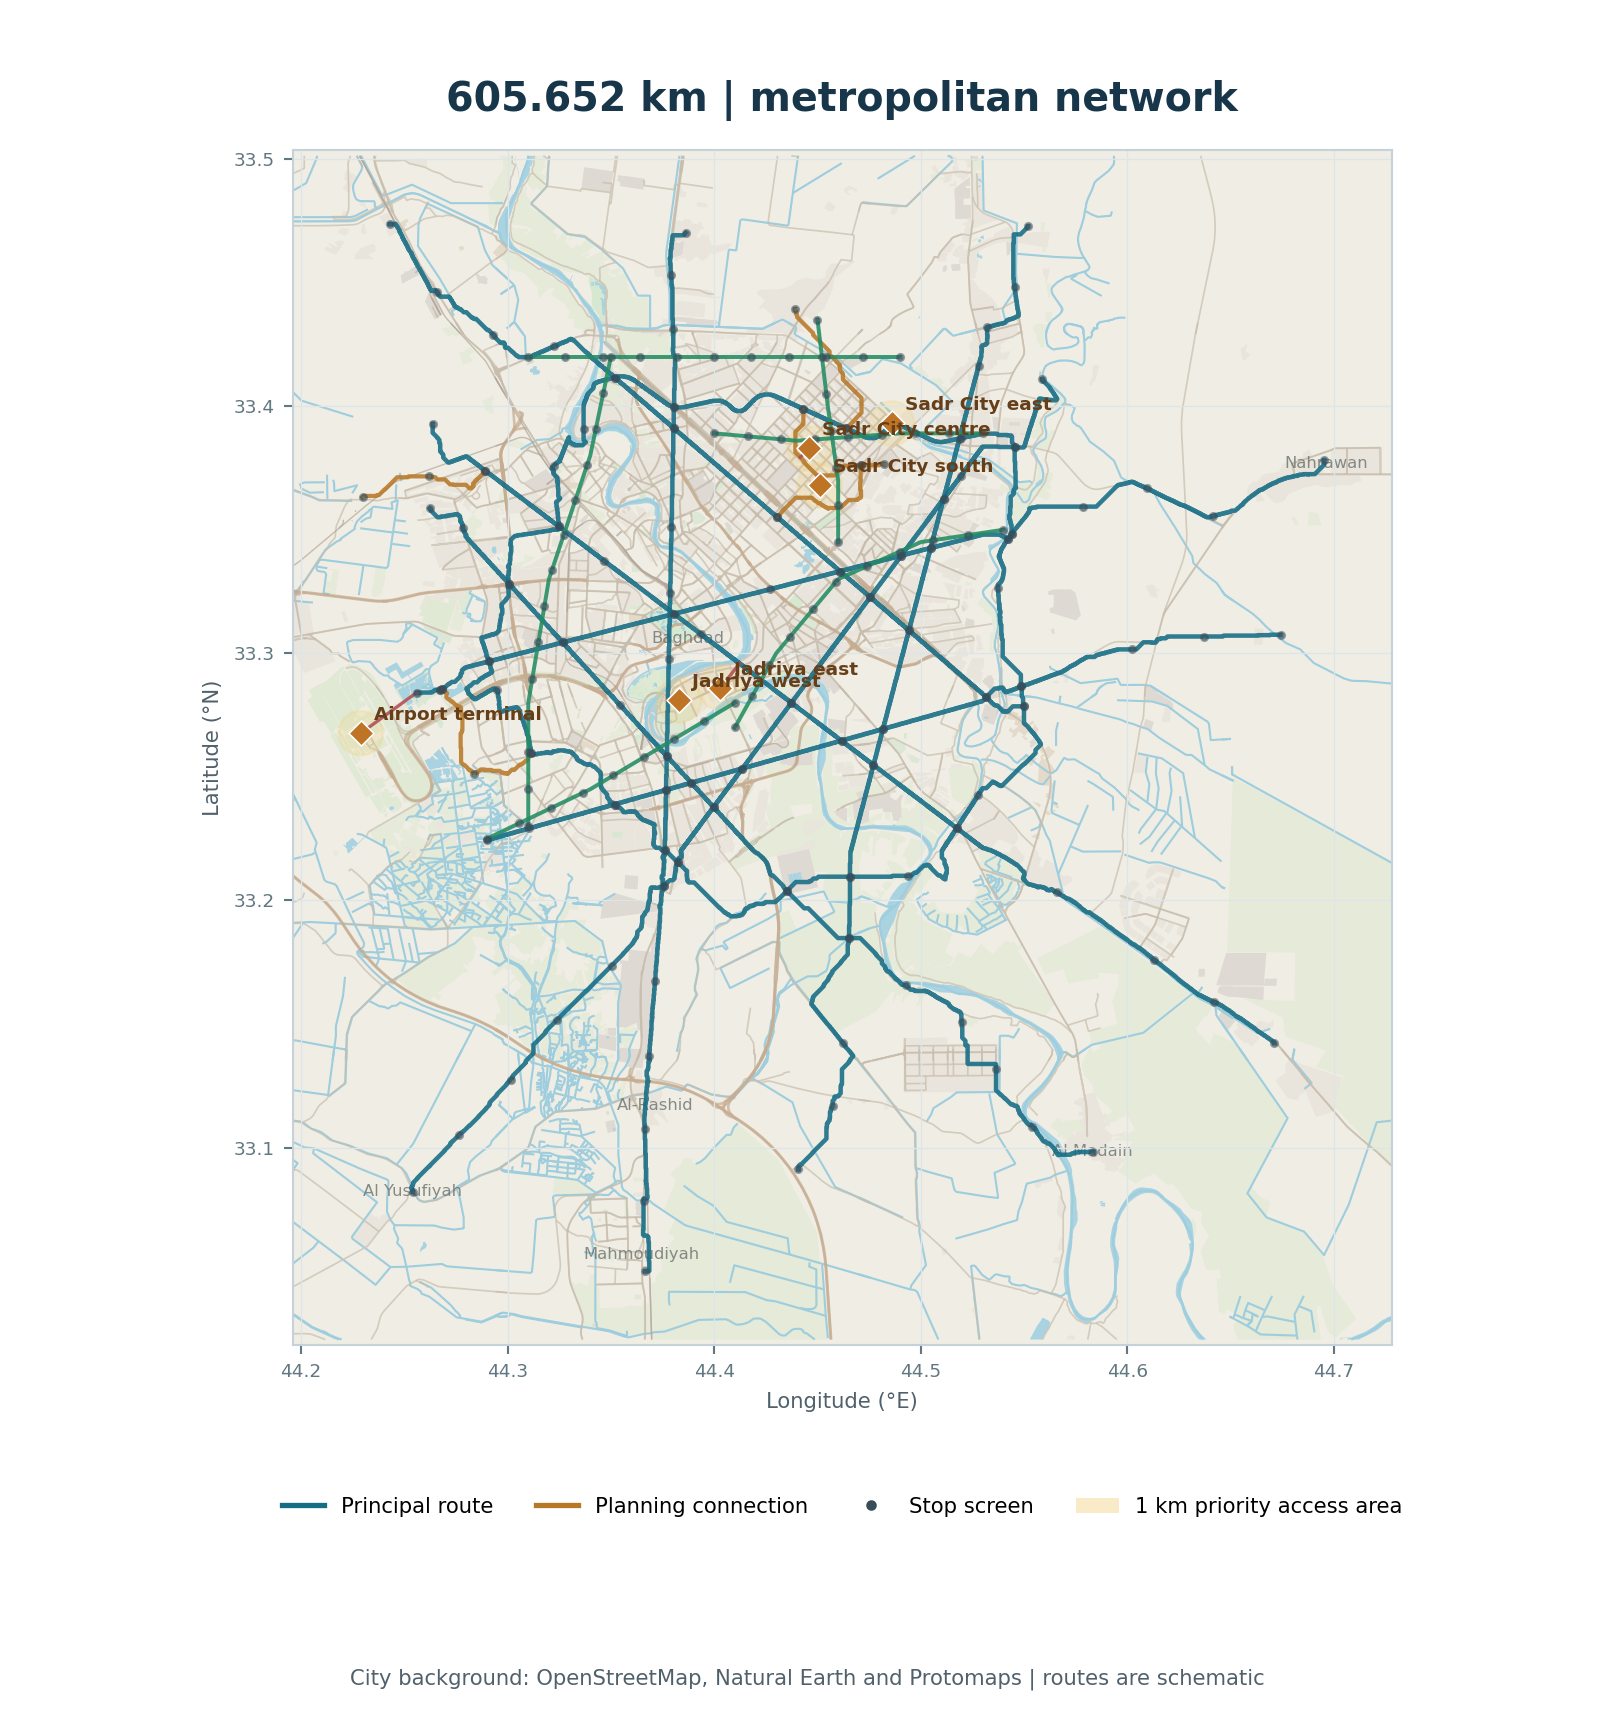 605.652 km | metropolitan network
33.5
33.4
33.3
33.2
33.1
Latitude (°N)
Sadr City east
Sadr City centre
Sadr City south
Nahrawan
Baghdad
Jadriya east
Jadriya west
Airport terminal
Al-Rashid
Al Madain
Al Yusufiyah
Mahmoudiyah
44.2 44.3 44.4 44.5 44.6 44.7
Longitude (°E)
Principal route Planning connection Stop screen 1 km priority access area
City background: OpenStreetMap, Natural Earth and Protomaps | routes are schematic